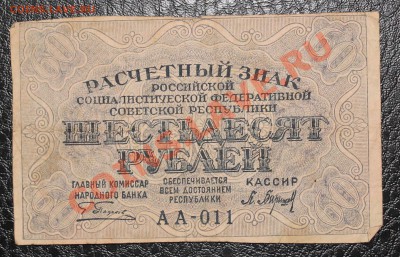 РАСЧЕТНЫЙ ЗНАК
РОССИЙСКОЙ
СОЦИАЛИСТИЧЕСКОЙ ФЕДЕРАТИВНОЙ
СОВЕТСКОЙ РЕСПУБЛИКИ
ШЕСТЬДЕСЯТ
РУБЛЕЙ
ГЛАВНЫЙ КОМИССАР
НАРОДНОГО БАНКА
ОБЕСПЕЧИВАЕТСЯ
ВСЕМ ДОСТОЯНИЕМ
РЕСПУБЛИКИ
КАССИР
АА-011